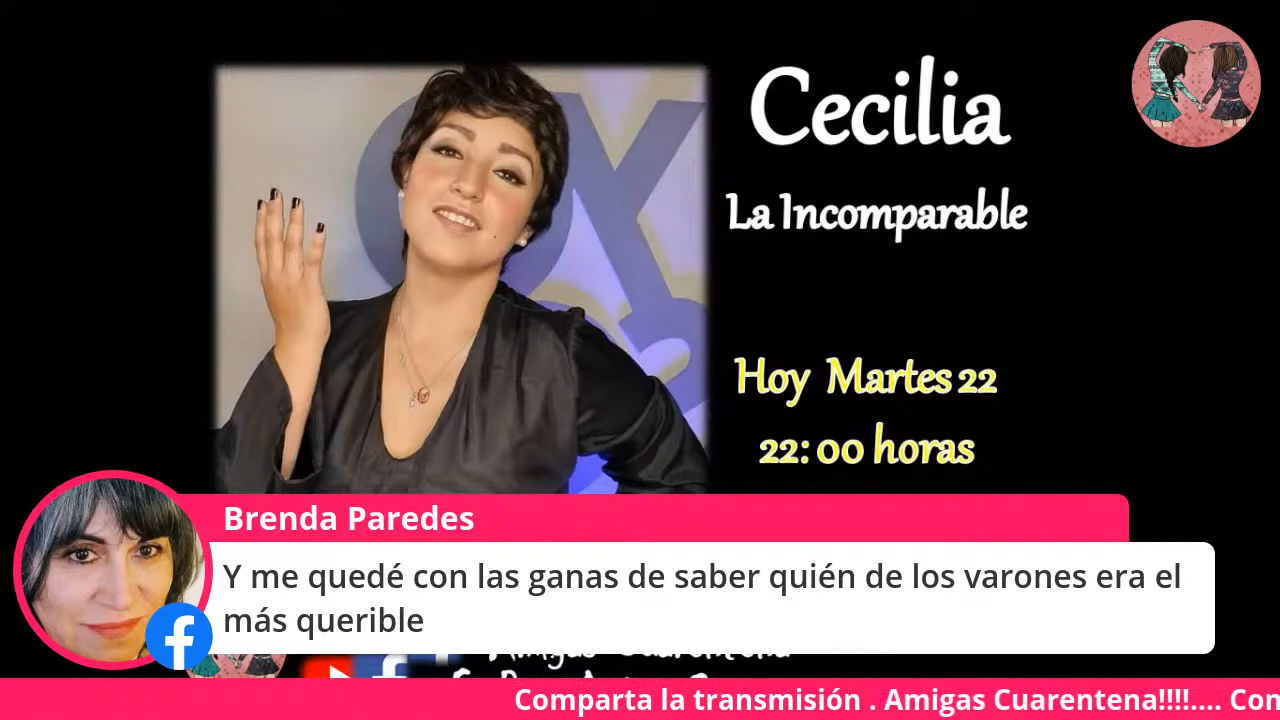 Cecilia
La Incomparable
Hoy Martes 22
22: 00 horas
Brenda Paredes
Y me quedé con las ganas de saber quién de los varones era el
más querible
Comparta la transmisión . Amigas Cuarentena!!!!.... Con